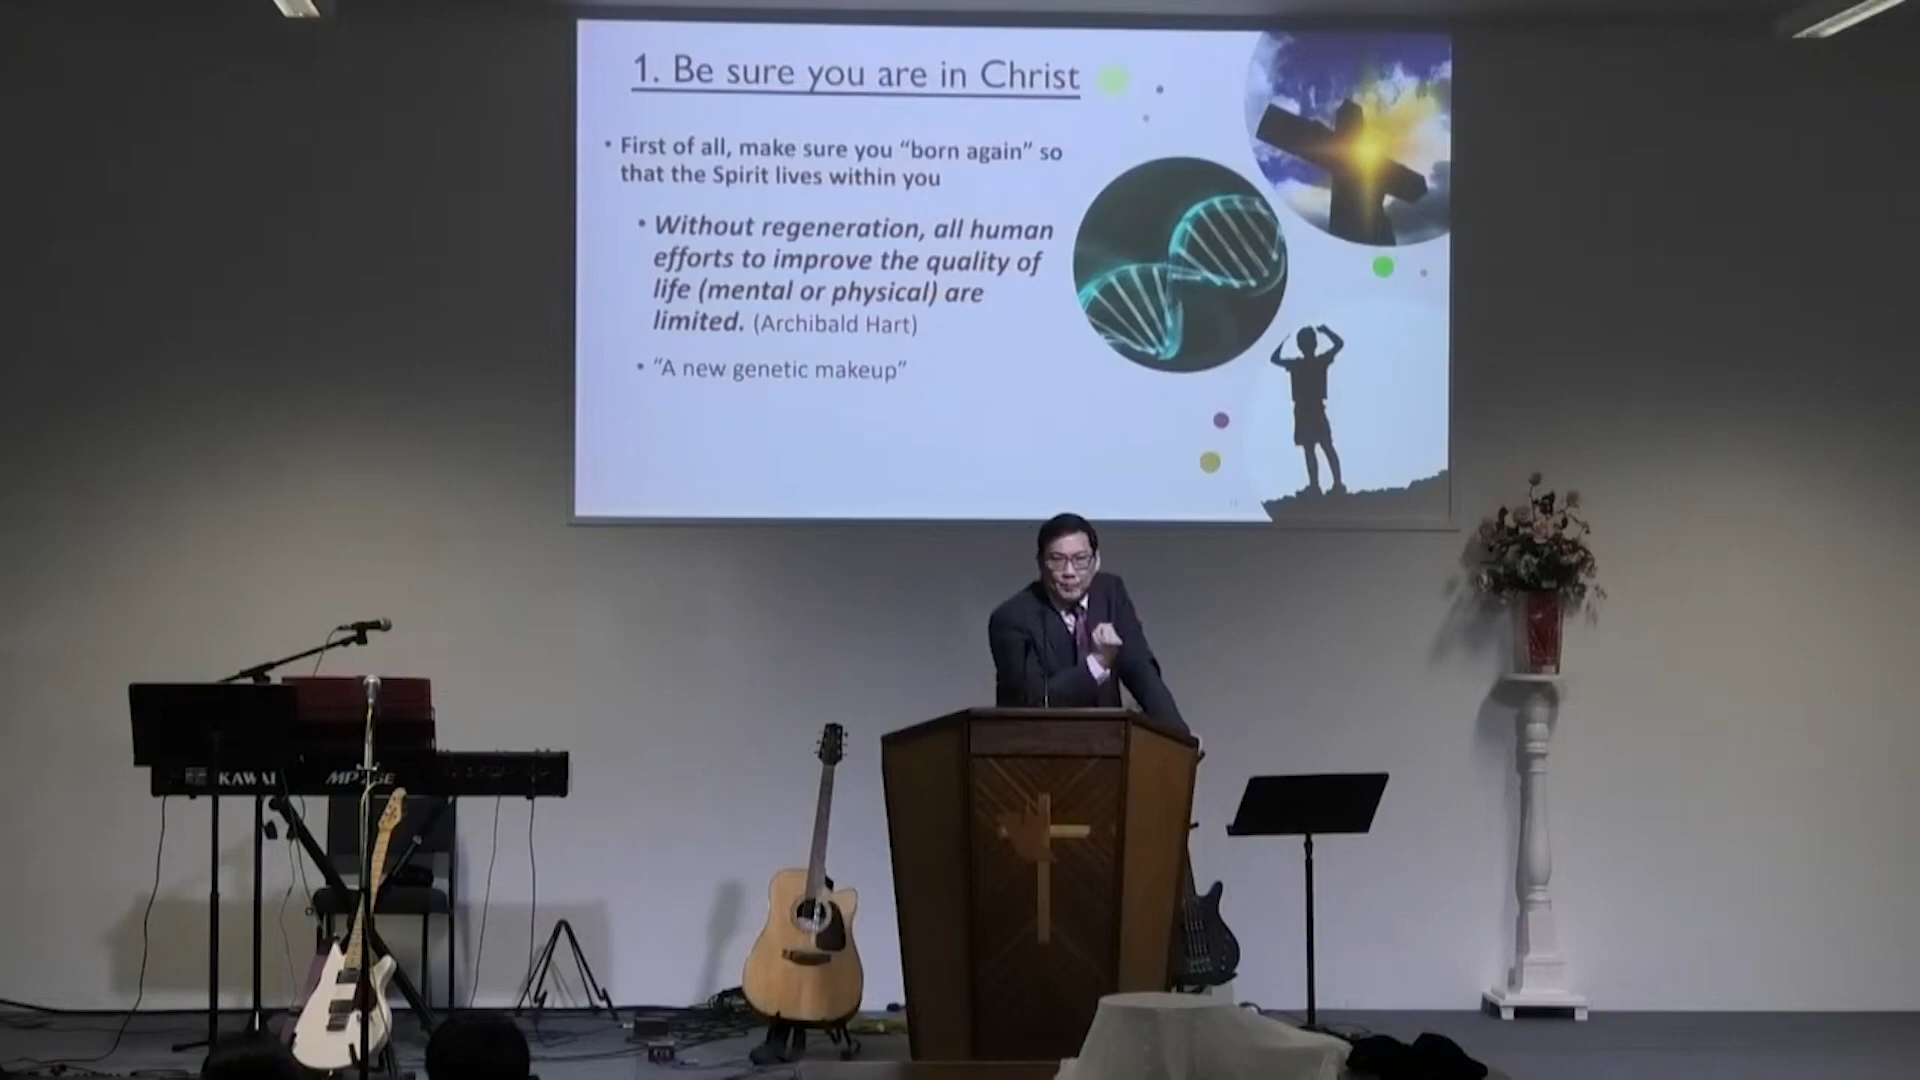 1. Be sure you are in Christ
• First of all, make sure you “born again” so
that the Spirit lives within you
• Without regeneration, all human
efforts to improve the quality of
life (mental or physical) are
limited. (Archibald Hart)
• “A new genetic makeup”
KAWAI